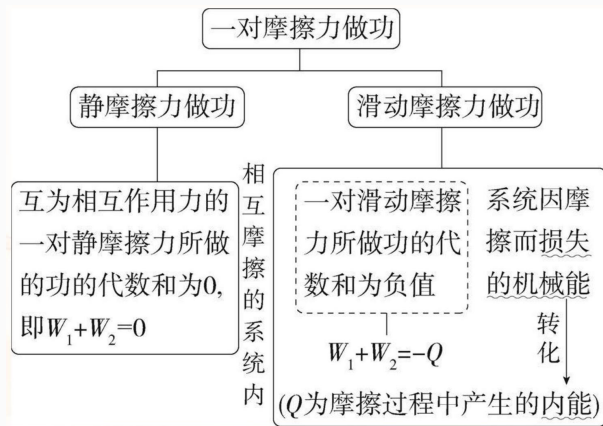 一对摩擦力做功
静摩擦力做功
滑动摩擦力做功
互为相互作用力的
一对静摩擦力所做
的功的代数和为0,
即W₁+W₂=0
相互摩擦的系统内
一对滑动摩擦
力所做功的代
数和为负值
W₁+W₂=-Q
系统因摩
擦而损失
的机械能
转化
(Q为摩擦过程中产生的内能)